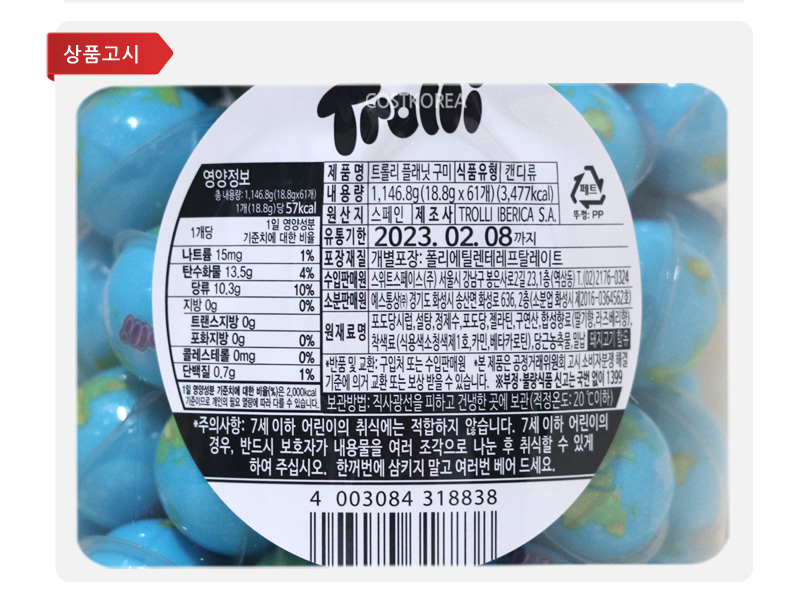 상품고시
Trolli
COSTKOREA
영양정보
총 내용량: 1,146.8g(18.8gx61개)
1개(18.8g)당 57kcal
1개당 1일 영양성분 기준치에 대한 비율
나트륨 15mg 1%
탄수화물 13.5g 4%
당류 10.3g 10%
지방 0g 0%
트랜스지방 0g
포화지방 0g 0%
콜레스테롤 0mg 0%
단백질 0.7g 1%
1일 영양성분 기준치에 대한 비율(%)은 2,000kcal
기준이므로 개인의 필요 열량에 따라 다를 수 있습니다.
제품명 트롤리 플래닛 구미 식품유형 캔디류
내용량 1,146.8g(18.8g x 61개) (3,477kcal)
원산지 스페인 제조사 TROLLI IBERICA S.A.
유통기한 2023. 02. 08까지
포장재질 개별포장: 폴리에틸렌테레프탈레이트
수입판매원 스위트스페이스(주) 서울시 강남구 봉은사로2길 23,1층(역삼동) T.(02)2176-0324
소분판매원 예스통상㈜ 경기도 화성시 송산면 화성로 636, 2층(소분업 화성시 제2016-0364562호)
원재료명 포도당시럽, 설탕, 정제수, 포도당, 젤라틴, 구연산, 합성향료(딸기향, 라즈베리향),
착색료(식용색소청색제1호, 카민, 베타카로틴), 당근농축물, 밀납 돼지고기 함유
*반품 및 교환: 구입처 또는 수입판매원 *본 제품은 공정거래위원회 고시 소비자분쟁 해결
기준에 의거 교환 또는 보상 받을 수 있습니다. ※부정·불량식품 신고는 국번 없이 1399
보관방법: 직사광선을 피하고 건냉한 곳에 보관(적정온도: 20℃이하)
*주의사항: 7세 이하 어린이의 취식에는 적합하지 않습니다. 7세 이하 어린이의
경우, 반드시 보호자가 내용물을 여러 조각으로 나눈 후 취식할 수 있게
하여 주십시오. 한꺼번에 삼키지 말고 여러번 베어 드세요.
페트
뚜껑: PP
4 003084 318838